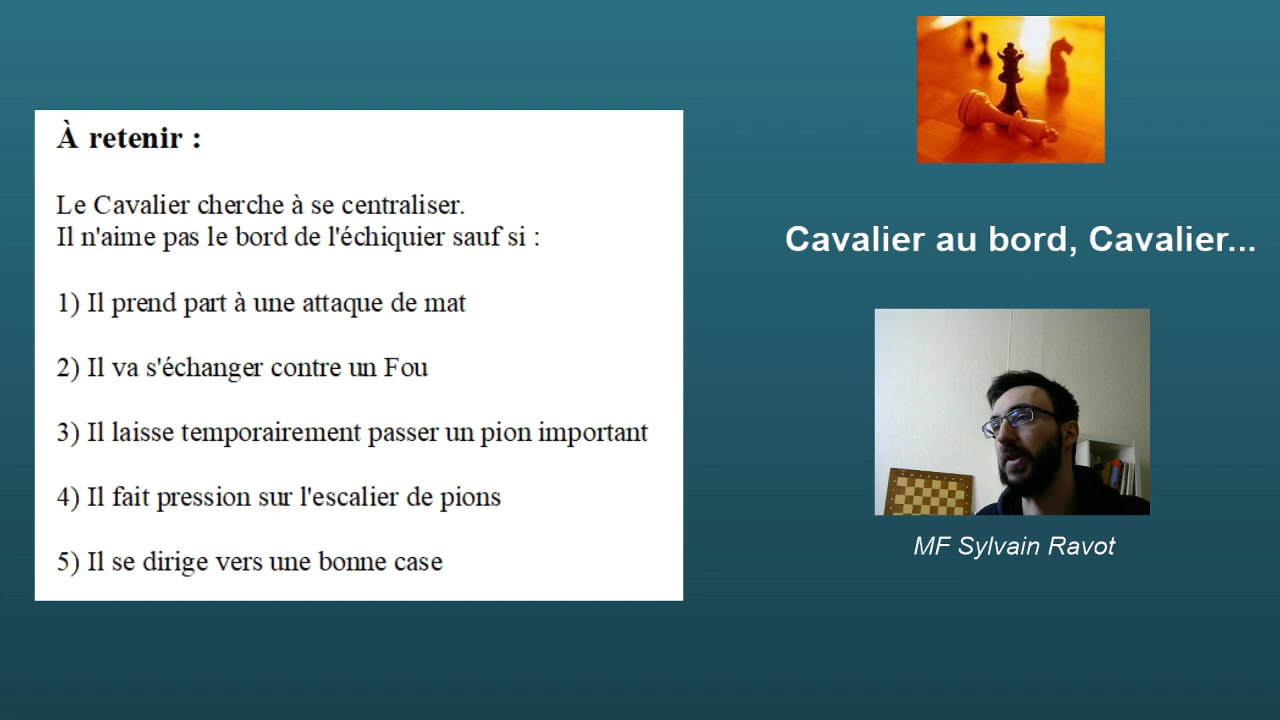 À retenir :
Le Cavalier cherche à se centraliser.
Il n'aime pas le bord de l'échiquier sauf si :
1) Il prend part à une attaque de mat
2) Il va s'échanger contre un Fou
3) Il laisse temporairement passer un pion important
4) Il fait pression sur l'escalier de pions
5) Il se dirige vers une bonne case
Cavalier au bord, Cavalier...
MF Sylvain Ravot